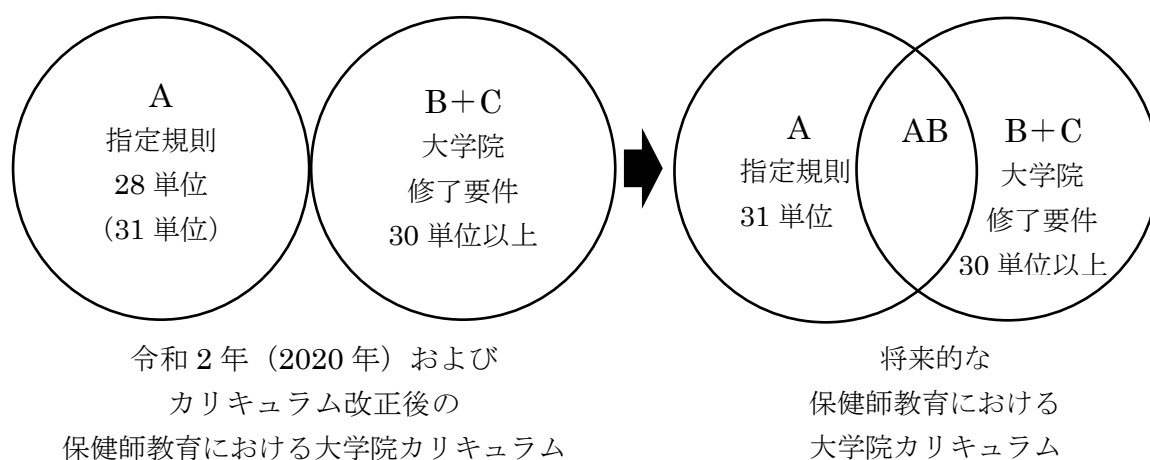 A
指定規則
28 単位
（31 単位）
B＋C
大学院
修了要件
30 単位以上
令和 2 年（2020 年）および
カリキュラム改正後の
保健師教育における大学院カリキュラム
A
指定規則
31 単位
AB
B＋C
大学院
修了要件
30 単位以上
将来的な
保健師教育における
大学院カリキュラム